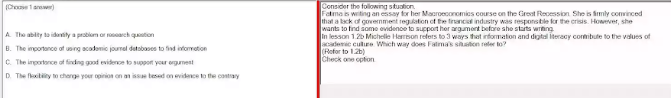 (Choose 1 answer)
A. The ability to identify a problem or research question
B. The importance of using academic journal databases to find information
C. The importance of finding good evidence to support your argument
D. The flexibility to change your opinion on an issue based on evidence to the contrary
Consider the following situation.
Fatima is writing an essay for her Macroeconomics course on the Great Recession. She is firmly convinced
that a lack of government regulation of the financial industry was responsible for the crisis. However, she
wants to find some evidence to support her argument before she starts writing.
In lesson 1.2b Michelle Harrison refers to 3 ways that information and digital literacy contribute to the values of
academic culture. Which way does Fatima's situation refer to?
(Refer to 1.2b)
Check one option.